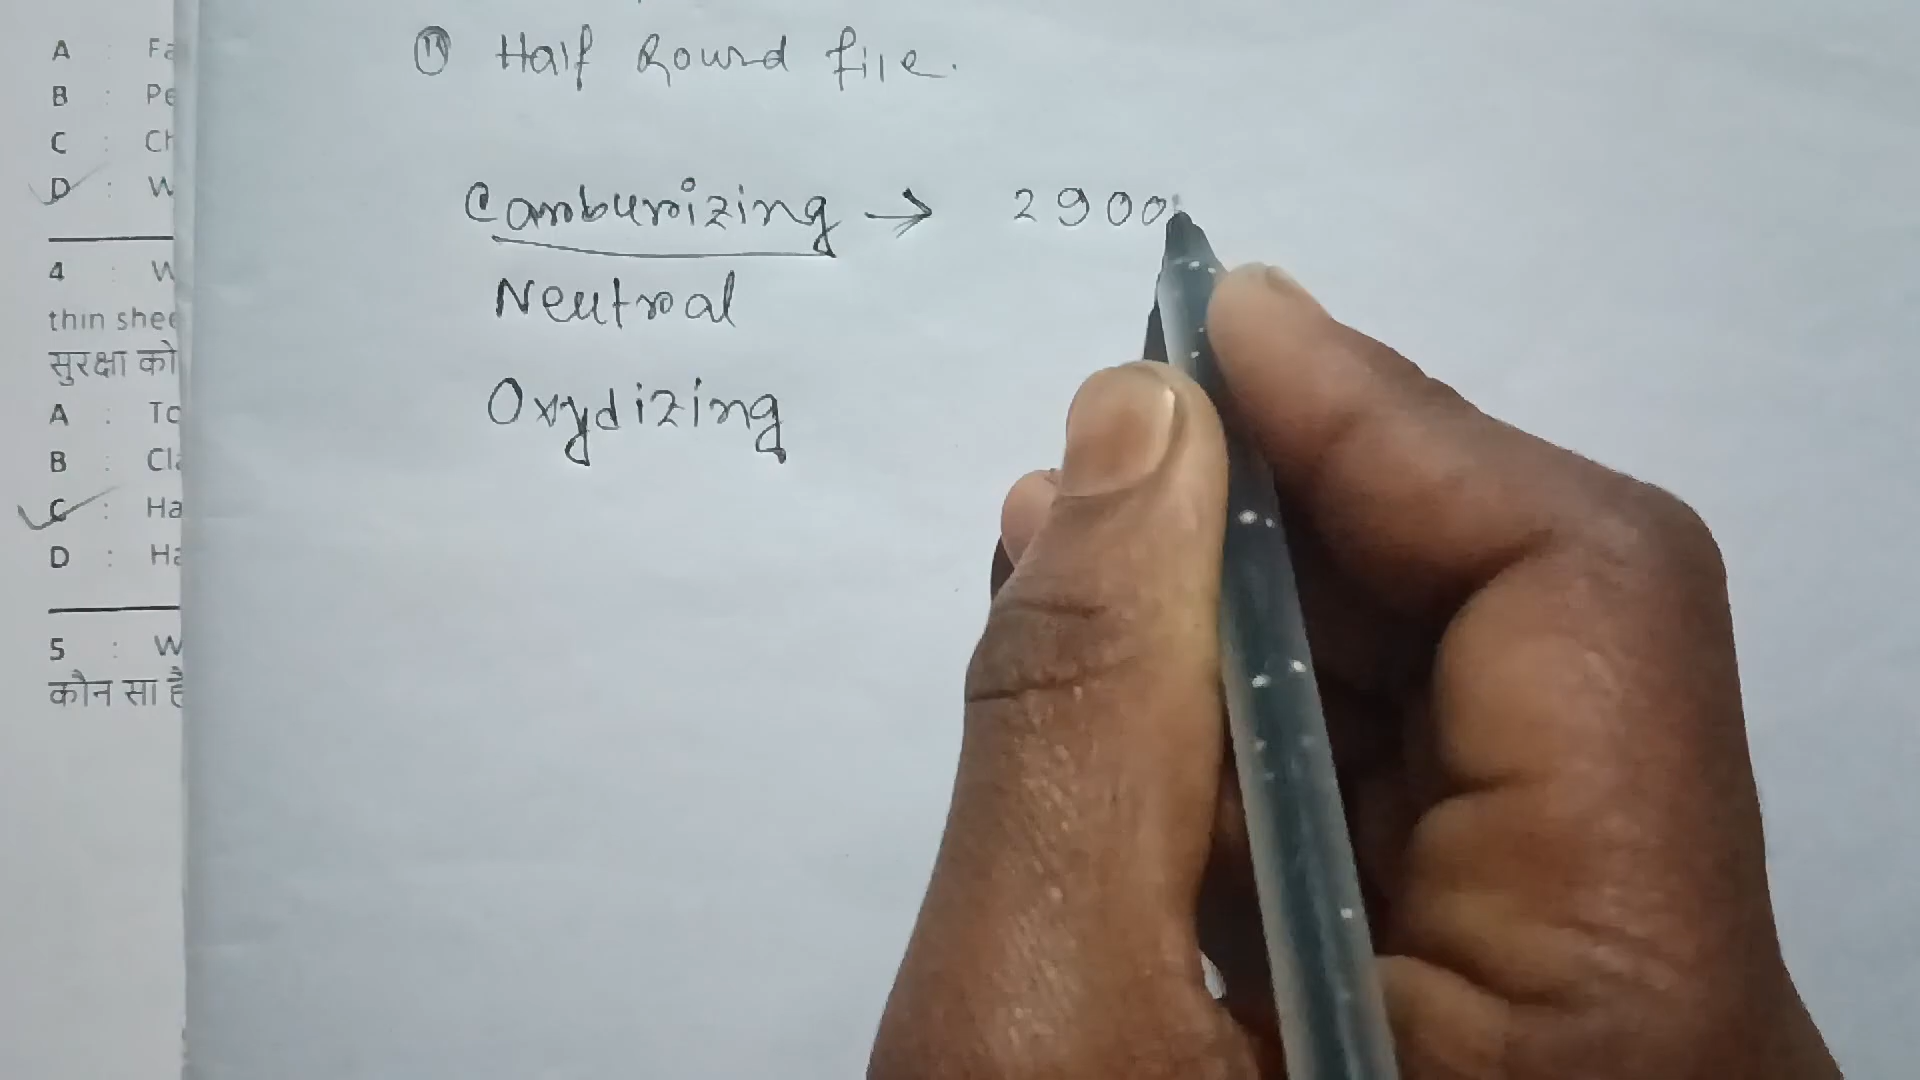 A : Fa
B : Pe
C : Ch
D : W
4 : W
thin shee
सुरक्षा को
A : To
B : Cla
C : Ha
D : Ha
5 : W
कौन सा है
11 Half Round file.
Carburizing → 2900
Neutral
Oxydizing